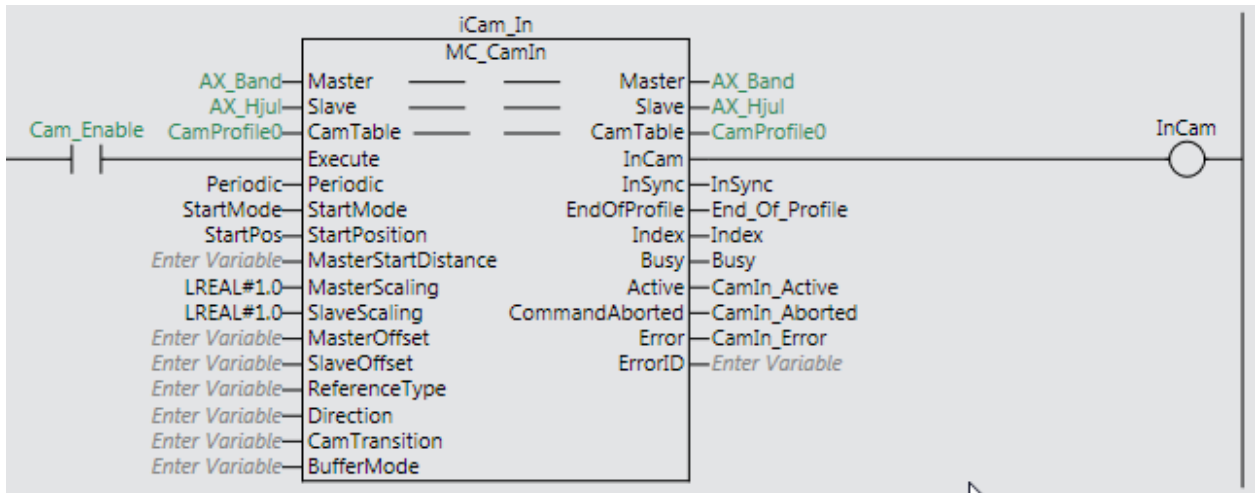 iCam_In
MC_CamIn
AX_Band Master Master AX_Band
AX_Hjul Slave Slave AX_Hjul
Cam_Enable CamProfile0 CamTable CamTable CamProfile0 InCam
Execute InCam
Periodic Periodic InSync InSync
StartMode StartMode EndOfProfile End_Of_Profile
StartPos StartPosition Index Index
Enter Variable MasterStartDistance Busy Busy
LREAL#1.0 MasterScaling Active CamIn_Active
LREAL#1.0 SlaveScaling CommandAborted CamIn_Aborted
Enter Variable MasterOffset Error CamIn_Error
Enter Variable SlaveOffset ErrorID Enter Variable
Enter Variable ReferenceType
Enter Variable Direction
Enter Variable CamTransition
Enter Variable BufferMode